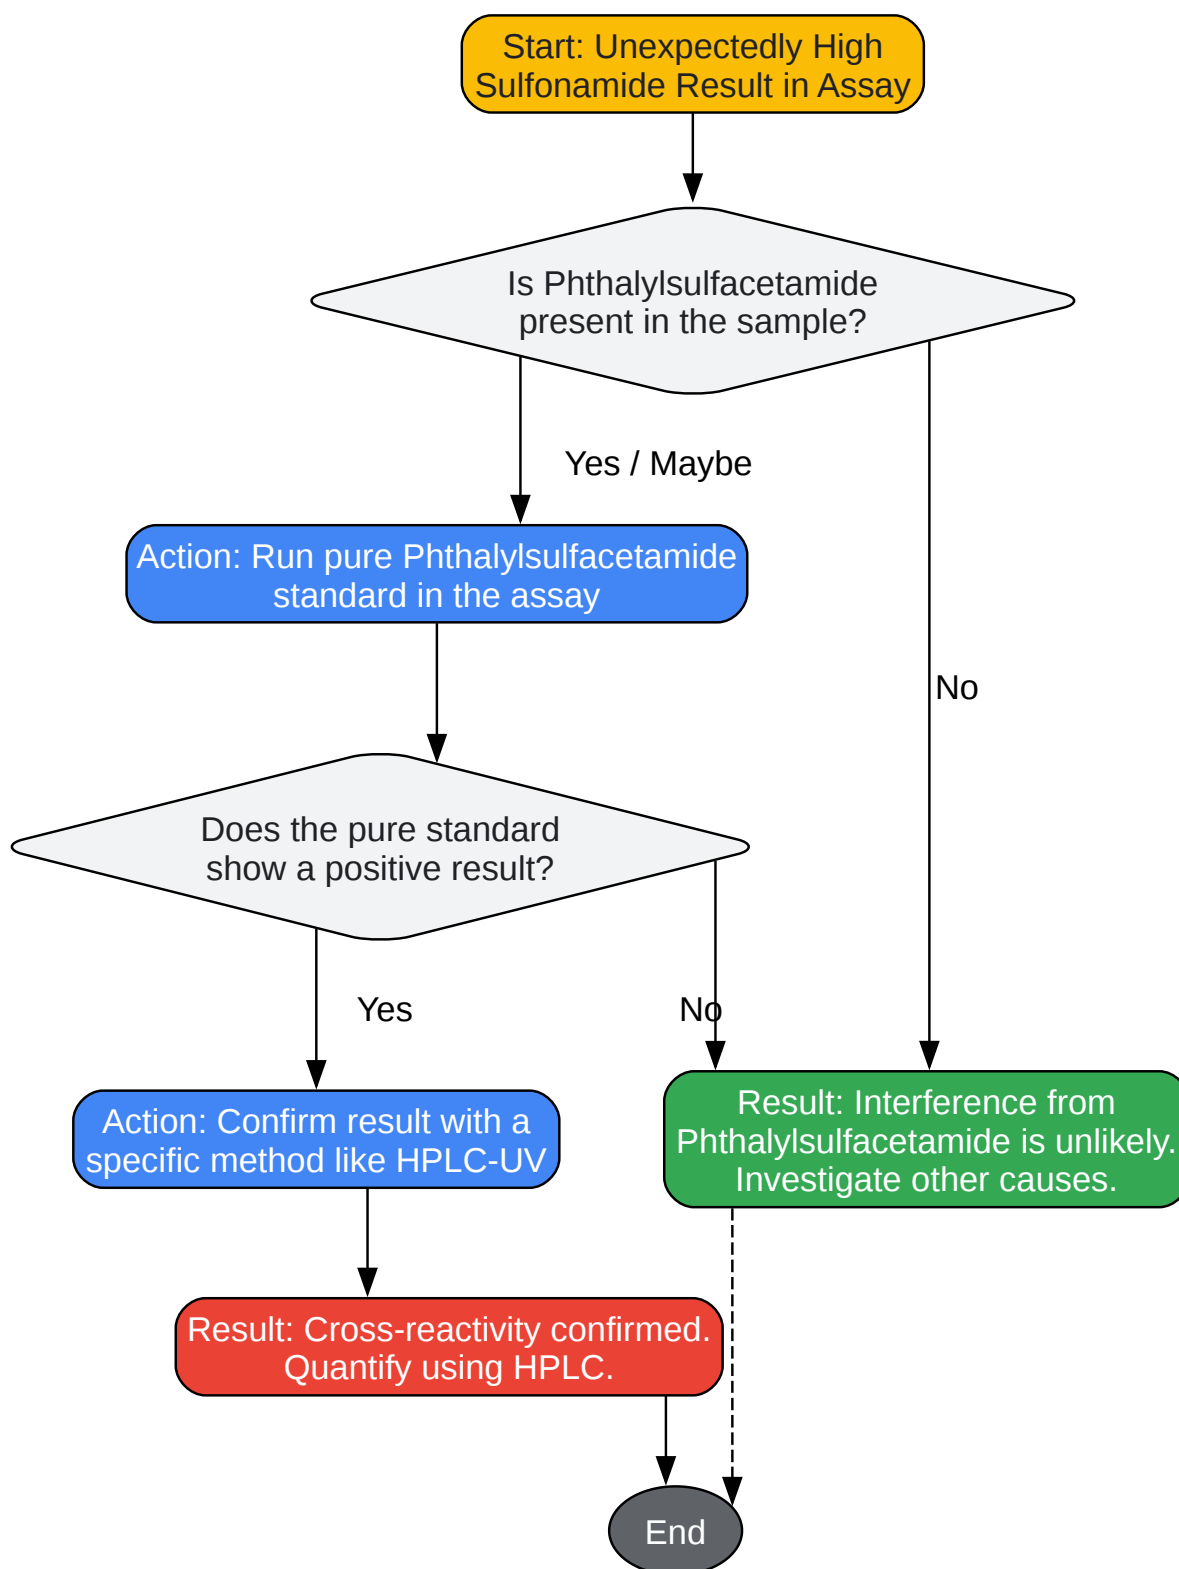 Start: Unexpectedly High
Sulfonamide Result in Assay
Is Phthalylsulfacetamide
present in the sample?
Yes / Maybe
Action: Run pure Phthalylsulfacetamide
standard in the assay
No
Does the pure standard
show a positive result?
Yes
No
Action: Confirm result with a
specific method like HPLC-UV
Result: Interference from
Phthalylsulfacetamide is unlikely.
Investigate other causes.
Result: Cross-reactivity confirmed.
Quantify using HPLC.
End